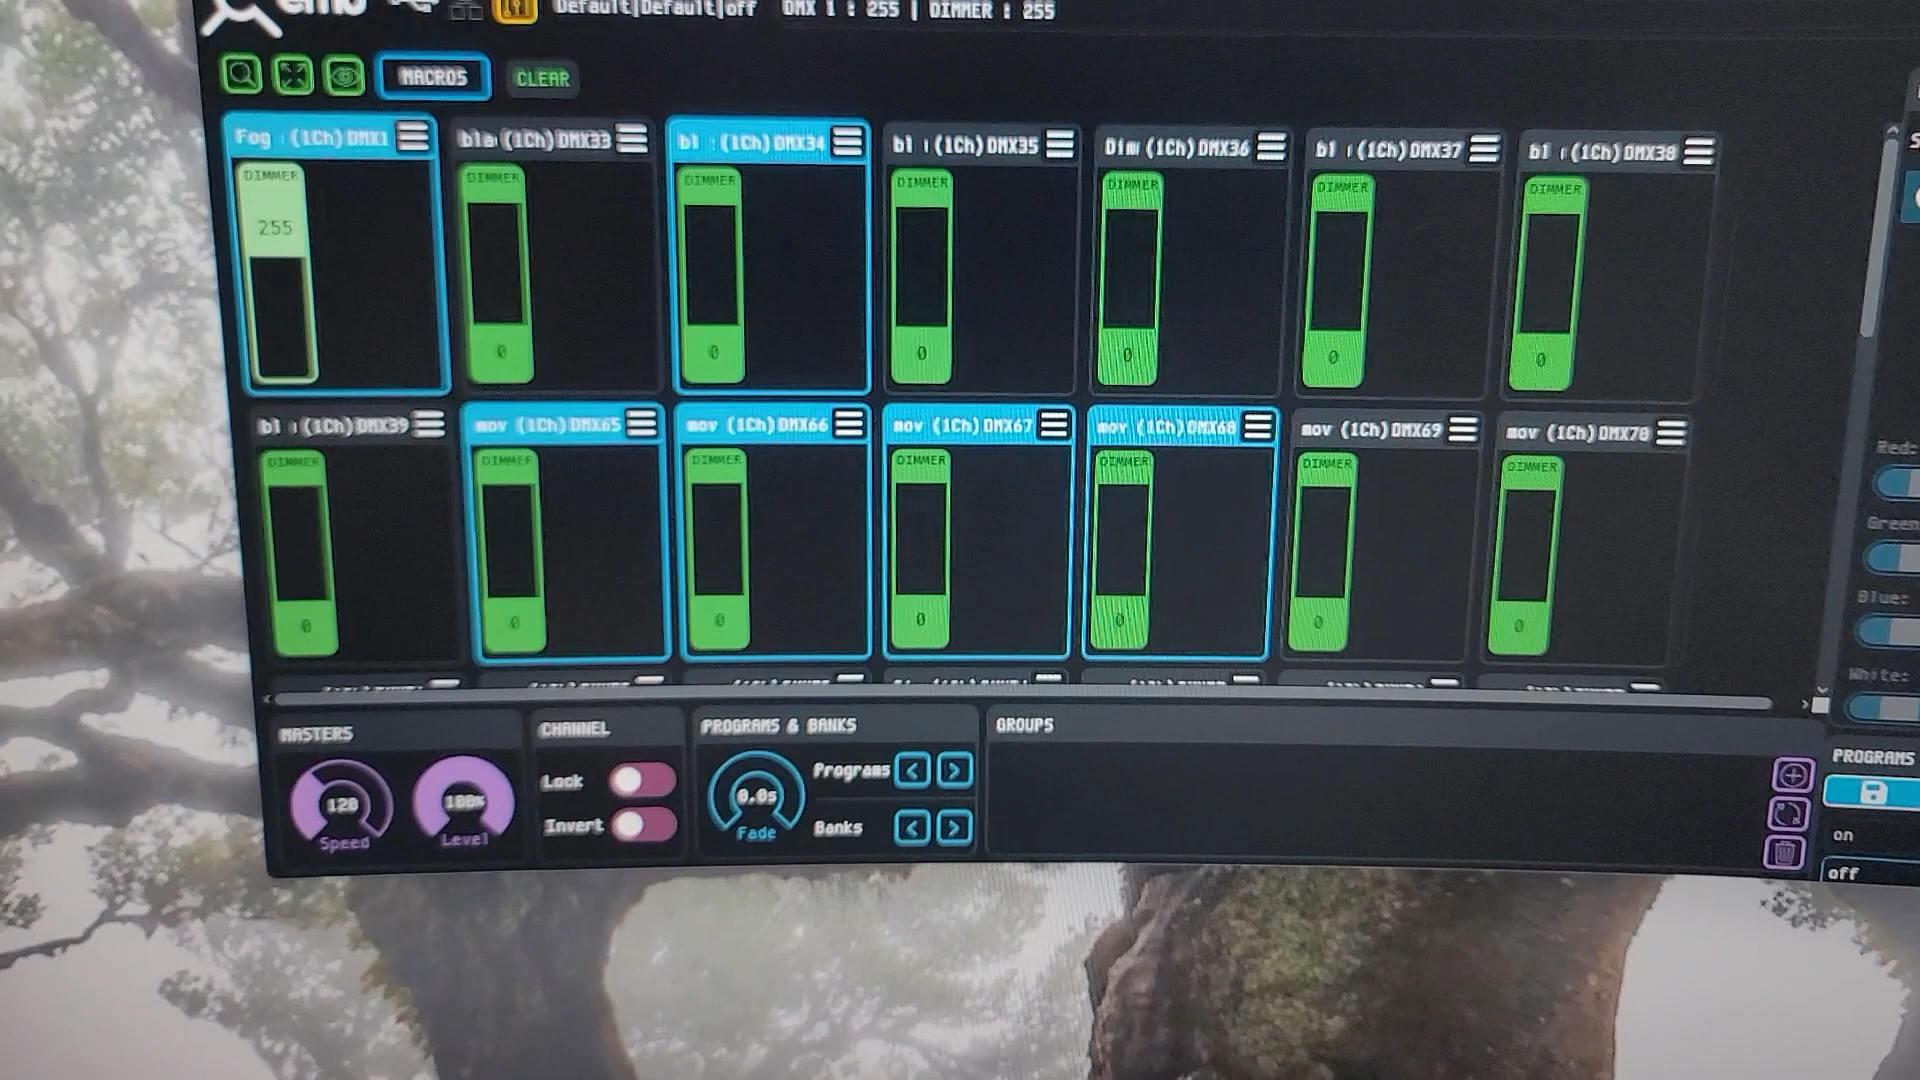 emb
Default|Default|off DMX 1 : 255 | DIMMER : 255
MACROS CLEAR
Fog (1Ch)DMX1 bla (1Ch)DMX33 bl : (1Ch)DMX34 bl (1Ch)DMX35 Dim (1Ch)DMX36 bl (1Ch)DMX37 bl (1Ch)DMX38
DIMMER DIMMER DIMMER DIMMER DIMMER DIMMER DIMMER
255
0 0 0 0 0 0
bl (1Ch)DMX39 mov (1Ch)DMX65 mov (1Ch)DMX66 mov (1Ch)DMX67 mov (1Ch)DMX68 mov (1Ch)DMX69 mov (1Ch)DMX70
DIMMER DIMMER DIMMER DIMMER DIMMER DIMMER DIMMER
0 0 0 0 0 0 0
Red:
Green
Blue:
White:
MASTERS CHANNEL PROGRAMS & BANKS GROUPS PROGRAMS
120 100% Lock 0.0s Programs < >
Speed Level Invert Fade Banks < >
on
off